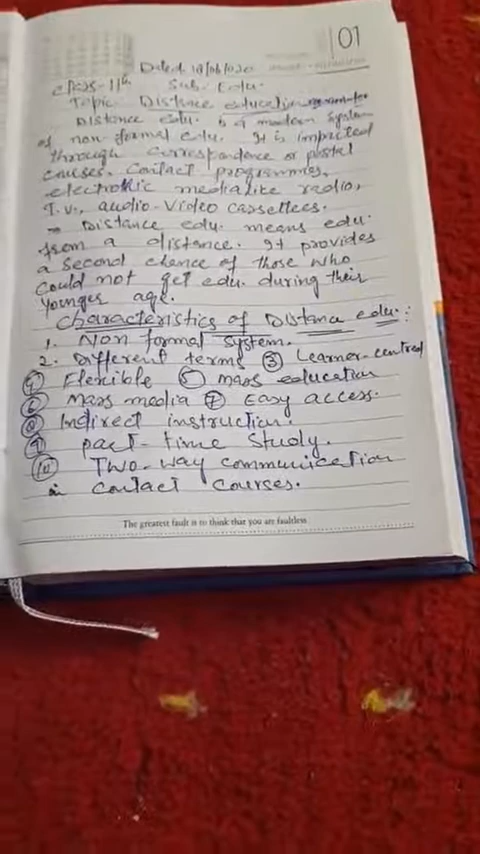 01
Dated 18/06/020
Class-11th Sub. Edu.
Topic Distance education
Distance edu. is a modern system
of non-formal edu. It is imparted
through correspondence or postal
causes. Contact programmies,
electronic media like radio,
T.V., audio-video cassettees.
→ Distance edu. means edu.
from a distance. It provides
a second chance of those who
could not get edu. during their
younger age.
Characteristics of Distance edu.:
1. Non formal system.
2. Different terms ③ Learner-centred
④ Flexible ⑤ mass education
⑥ Mass media ⑦ Easy access.
⑧ Indirect instruction.
⑨ part-time study.
⑩ Two-way communication
in contact courses.
The greatest fault is to think that you are faultless